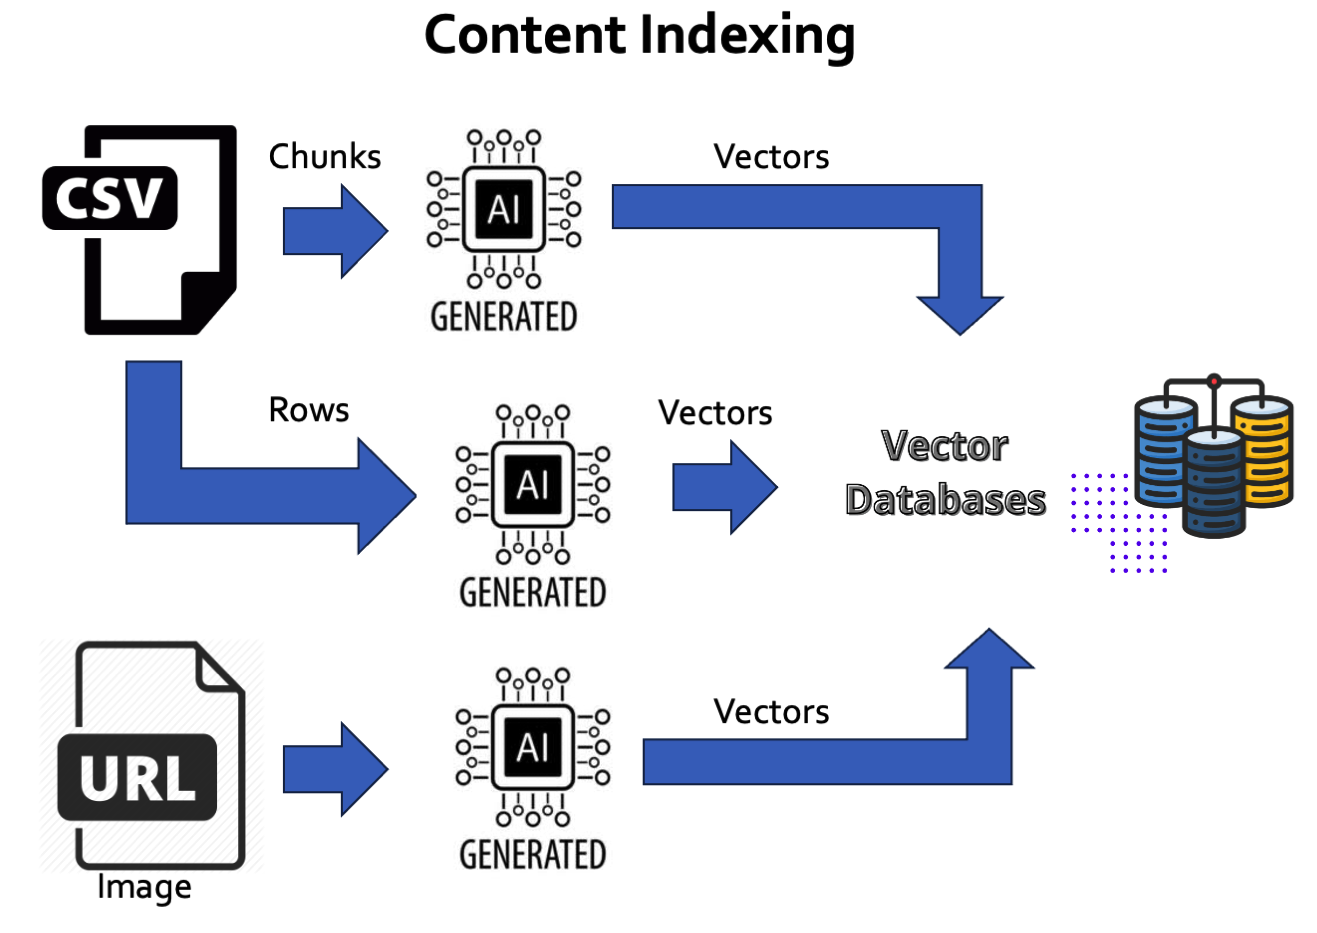 Content Indexing
CSV
Chunks
AI
GENERATED
Vectors
Rows
AI
GENERATED
Vectors
Vector
Databases
URL
Image
AI
GENERATED
Vectors